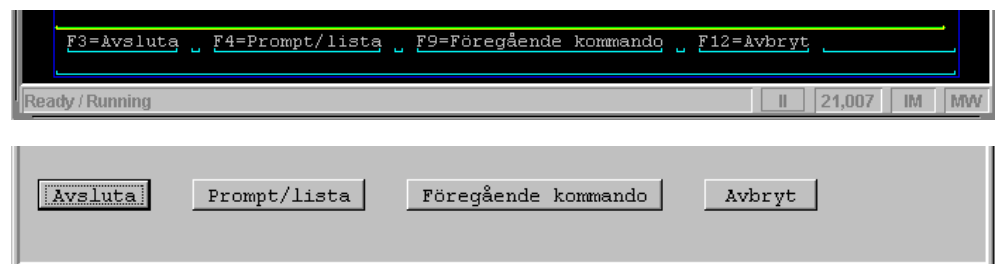 F3=Avsluta F4=Prompt/lista F9=Föregående kommando F12=Avbryt
Ready / Running II 21,007 IM MW
Avsluta Prompt/lista Föregående kommando Avbryt